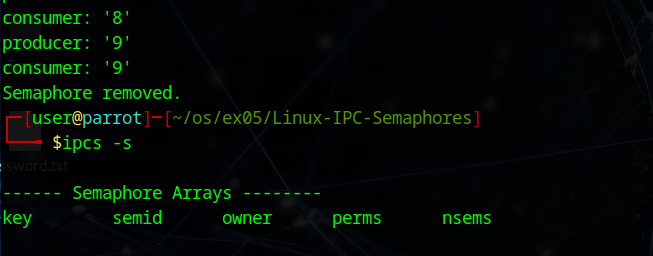 consumer: '8'
producer: '9'
consumer: '9'
Semaphore removed.
┌─[user@parrot]─[~/os/ex05/Linux-IPC-Semaphores]
└──╼ $ipcs -s
ssword.txt
------ Semaphore Arrays --------
key semid owner perms nsems